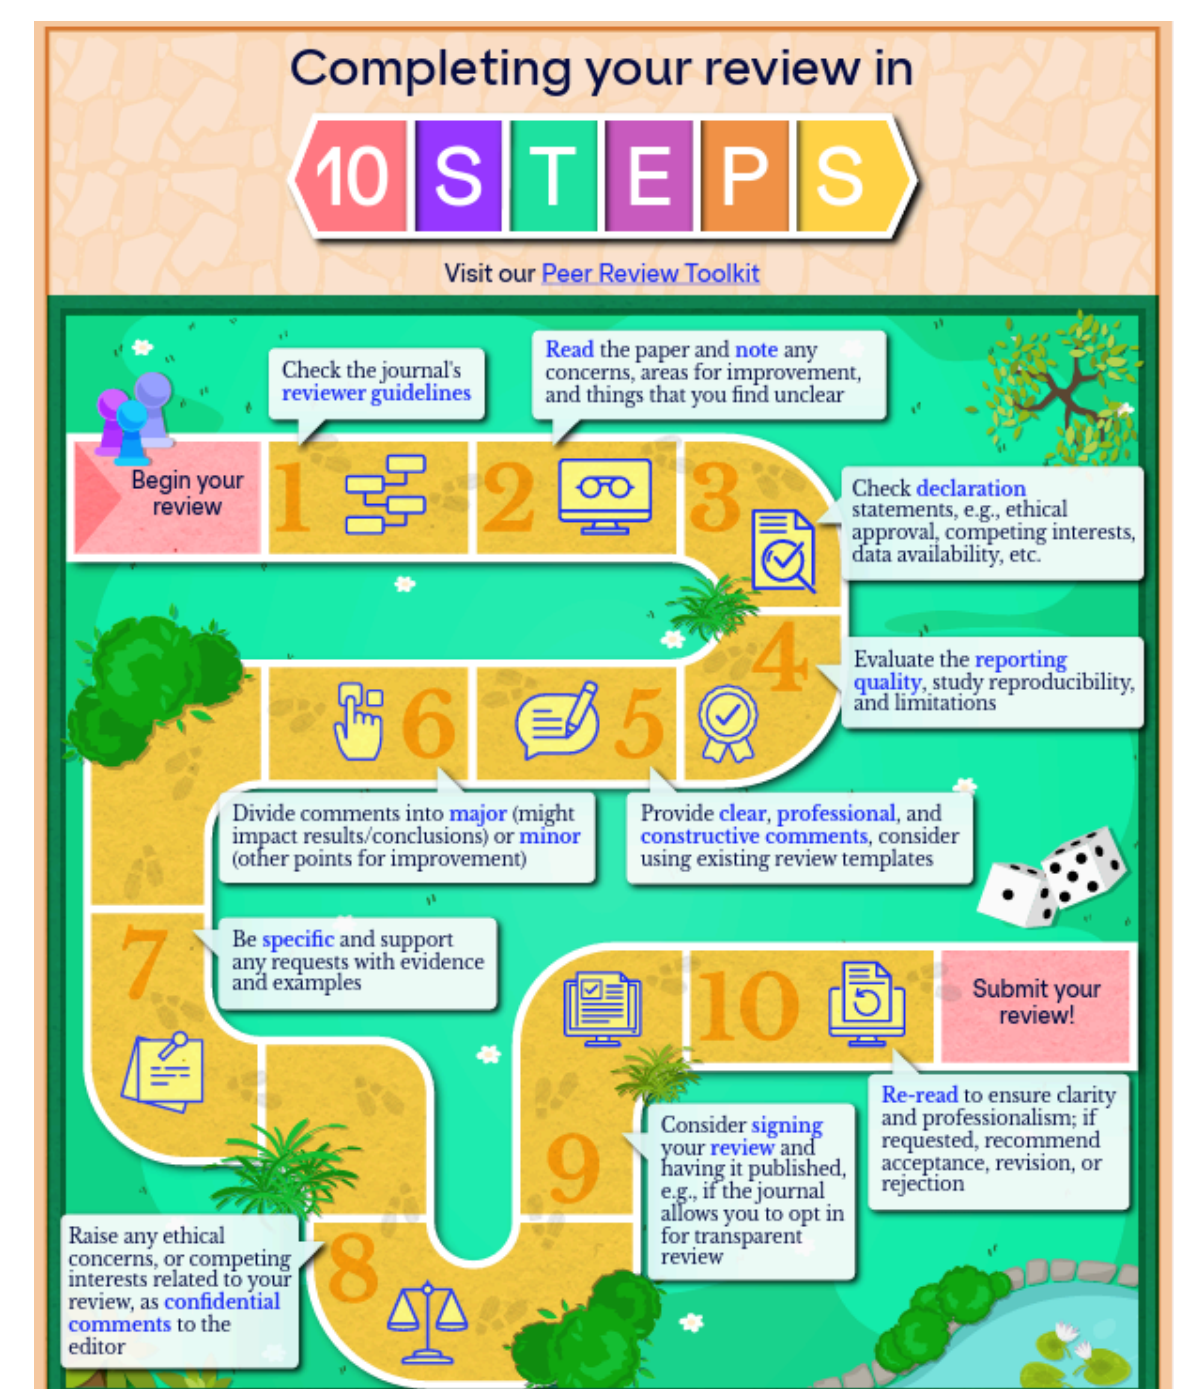 Completing your review in
10 STEPS
Visit our Peer Review Toolkit
Begin your
review
Check the journal's
reviewer guidelines
1
Read the paper and note any
concerns, areas for improvement,
and things that you find unclear
2
3
Check declaration
statements, e.g., ethical
approval, competing interests,
data availability, etc.
4
Evaluate the reporting
quality, study reproducibility,
and limitations
5
Provide clear, professional, and
constructive comments, consider
using existing review templates
6
Divide comments into major (might
impact results/conclusions) or minor
(other points for improvement)
7
Be specific and support
any requests with evidence
and examples
8
Raise any ethical
concerns, or competing
interests related to your
review, as confidential
comments to the
editor
9
Consider signing
your review and
having it published,
e.g., if the journal
allows you to opt in
for transparent
review
10
Re-read to ensure clarity
and professionalism; if
requested, recommend
acceptance, revision, or
rejection
Submit your
review!